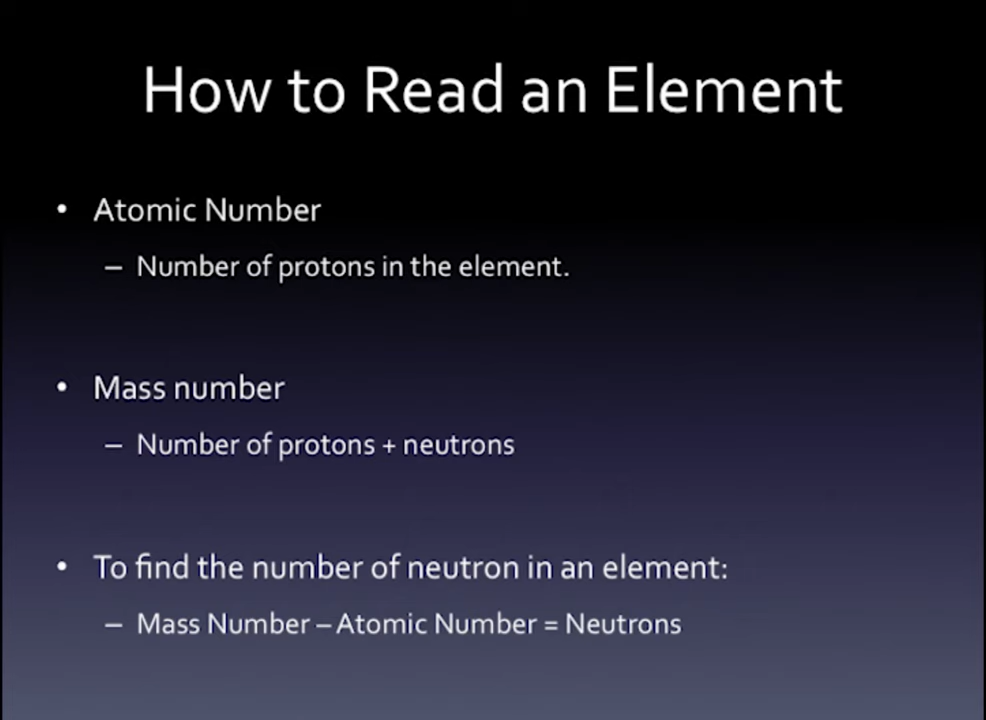 How to Read an Element
• Atomic Number
– Number of protons in the element.
• Mass number
– Number of protons + neutrons
• To find the number of neutron in an element:
– Mass Number – Atomic Number = Neutrons